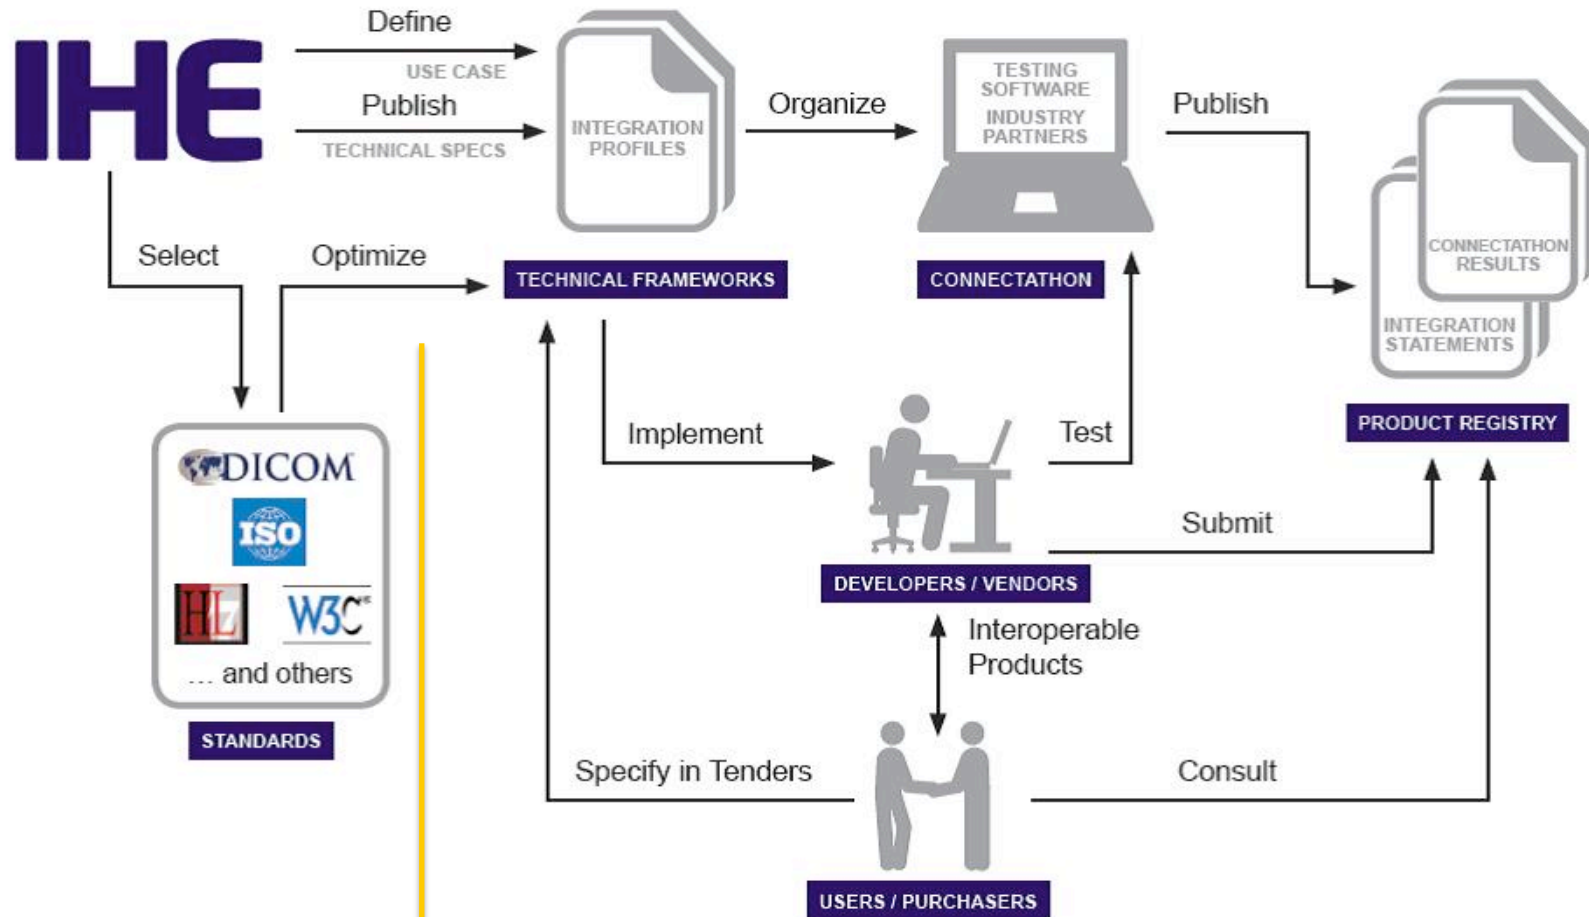 IHE
Define
USE CASE
Publish
TECHNICAL SPECS
INTEGRATION
PROFILES
Organize
TESTING
SOFTWARE
INDUSTRY
PARTNERS
Publish
CONNECTATHON
RESULTS
INTEGRATION
STATEMENTS
Select
Optimize
TECHNICAL FRAMEWORKS
CONNECTATHON
PRODUCT REGISTRY
DICOM
ISO
HL7
W3C®
... and others
STANDARDS
Implement
Test
Submit
DEVELOPERS / VENDORS
Interoperable
Products
Specify in Tenders
Consult
USERS / PURCHASERS